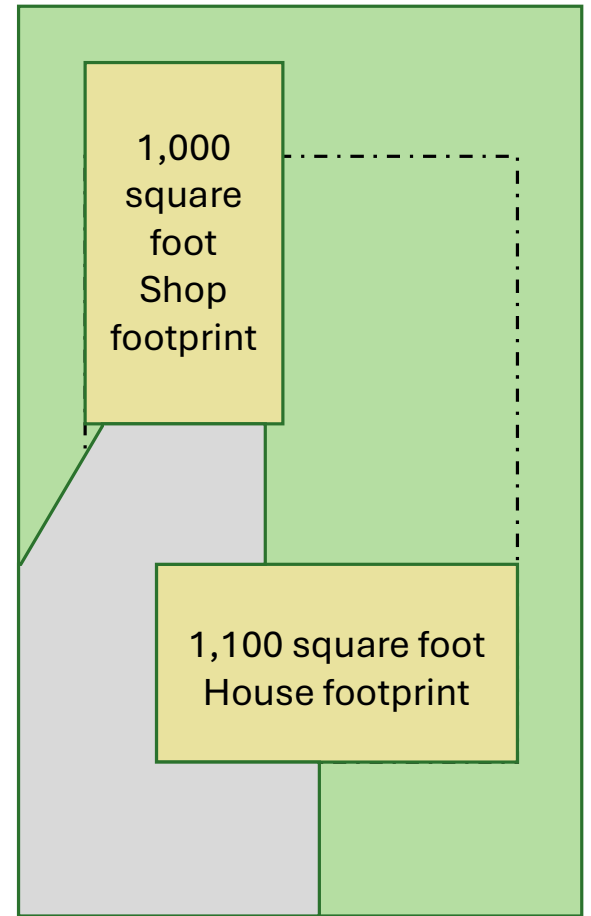 1,000
square
foot
Shop
footprint
1,100 square foot
House footprint